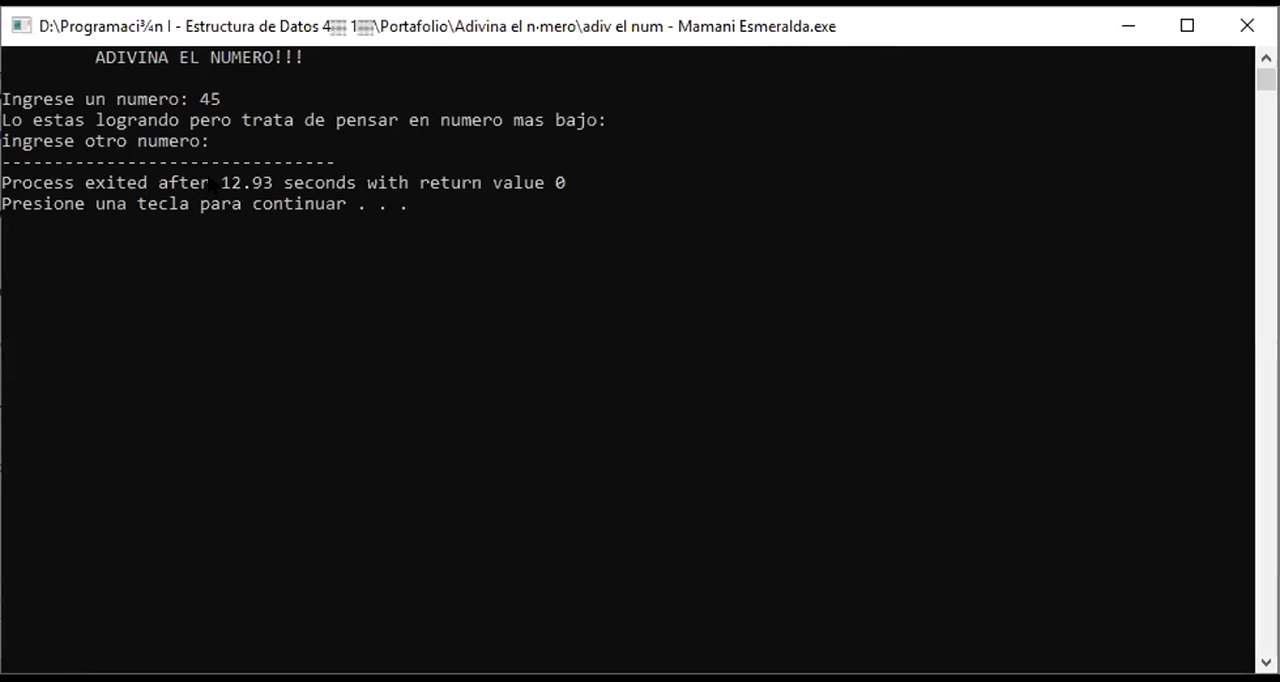 D:\Programaci¾n I - Estructura de Datos 4 1\Portafolio\Adivina el n·mero\adiv el num - Mamani Esmeralda.exe
ADIVINA EL NUMERO!!!
Ingrese un numero: 45
Lo estas logrando pero trata de pensar en numero mas bajo:
ingrese otro numero:
--------------------------------
Process exited after 12.93 seconds with return value 0
Presione una tecla para continuar . . .